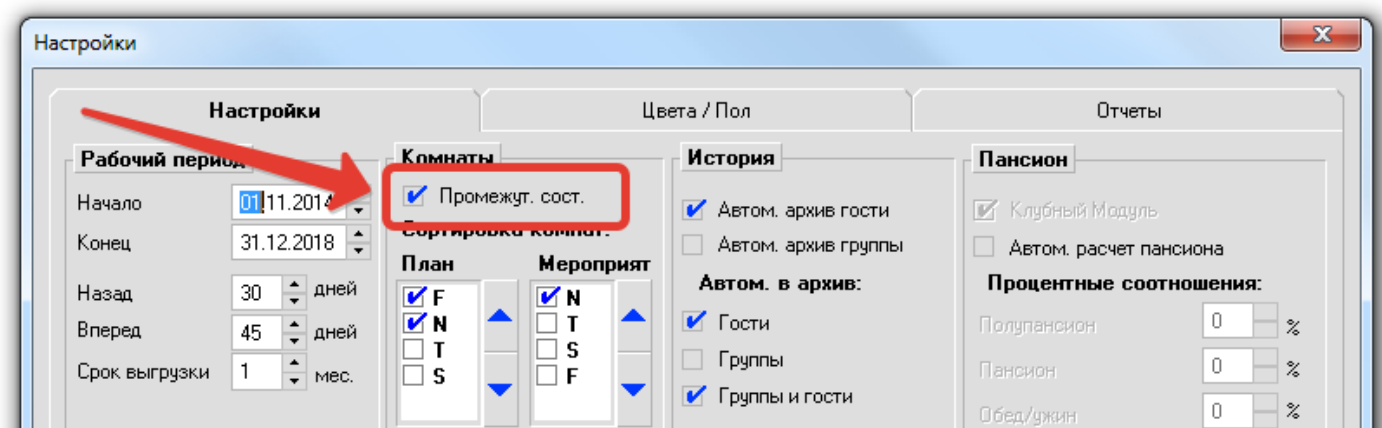 Настройки
Настройки
Цвета / Пол
Отчеты
Рабочий период
Начало 01.11.2014
Конец 31.12.2018
Назад 30 дней
Вперед 45 дней
Срок выгрузки 1 мес.
Комнаты
Промежут. сост.
Сортировка комнат:
План Мероприят
F N
N T
T S
S F
История
Автом. архив гости
Автом. архив группы
Автом. в архив:
Гости
Группы
Группы и гости
Пансион
Клубный Модуль
Автом. расчет пансиона
Процентные соотношения:
Полупансион 0 %
Пансион 0 %
Обед/ужин 0 %